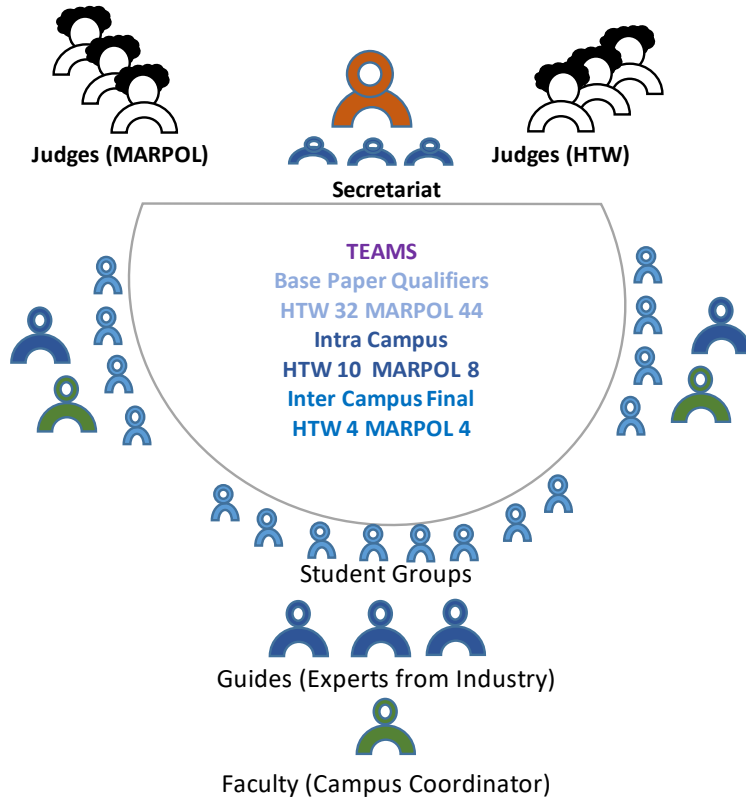 Judges (MARPOL)
Judges (HTW)
Secretariat
TEAMS
Base Paper Qualifiers
HTW 32 MARPOL 44
Intra Campus
HTW 10 MARPOL 8
Inter Campus Final
HTW 4 MARPOL 4
Student Groups
Guides (Experts from Industry)
Faculty (Campus Coordinator)